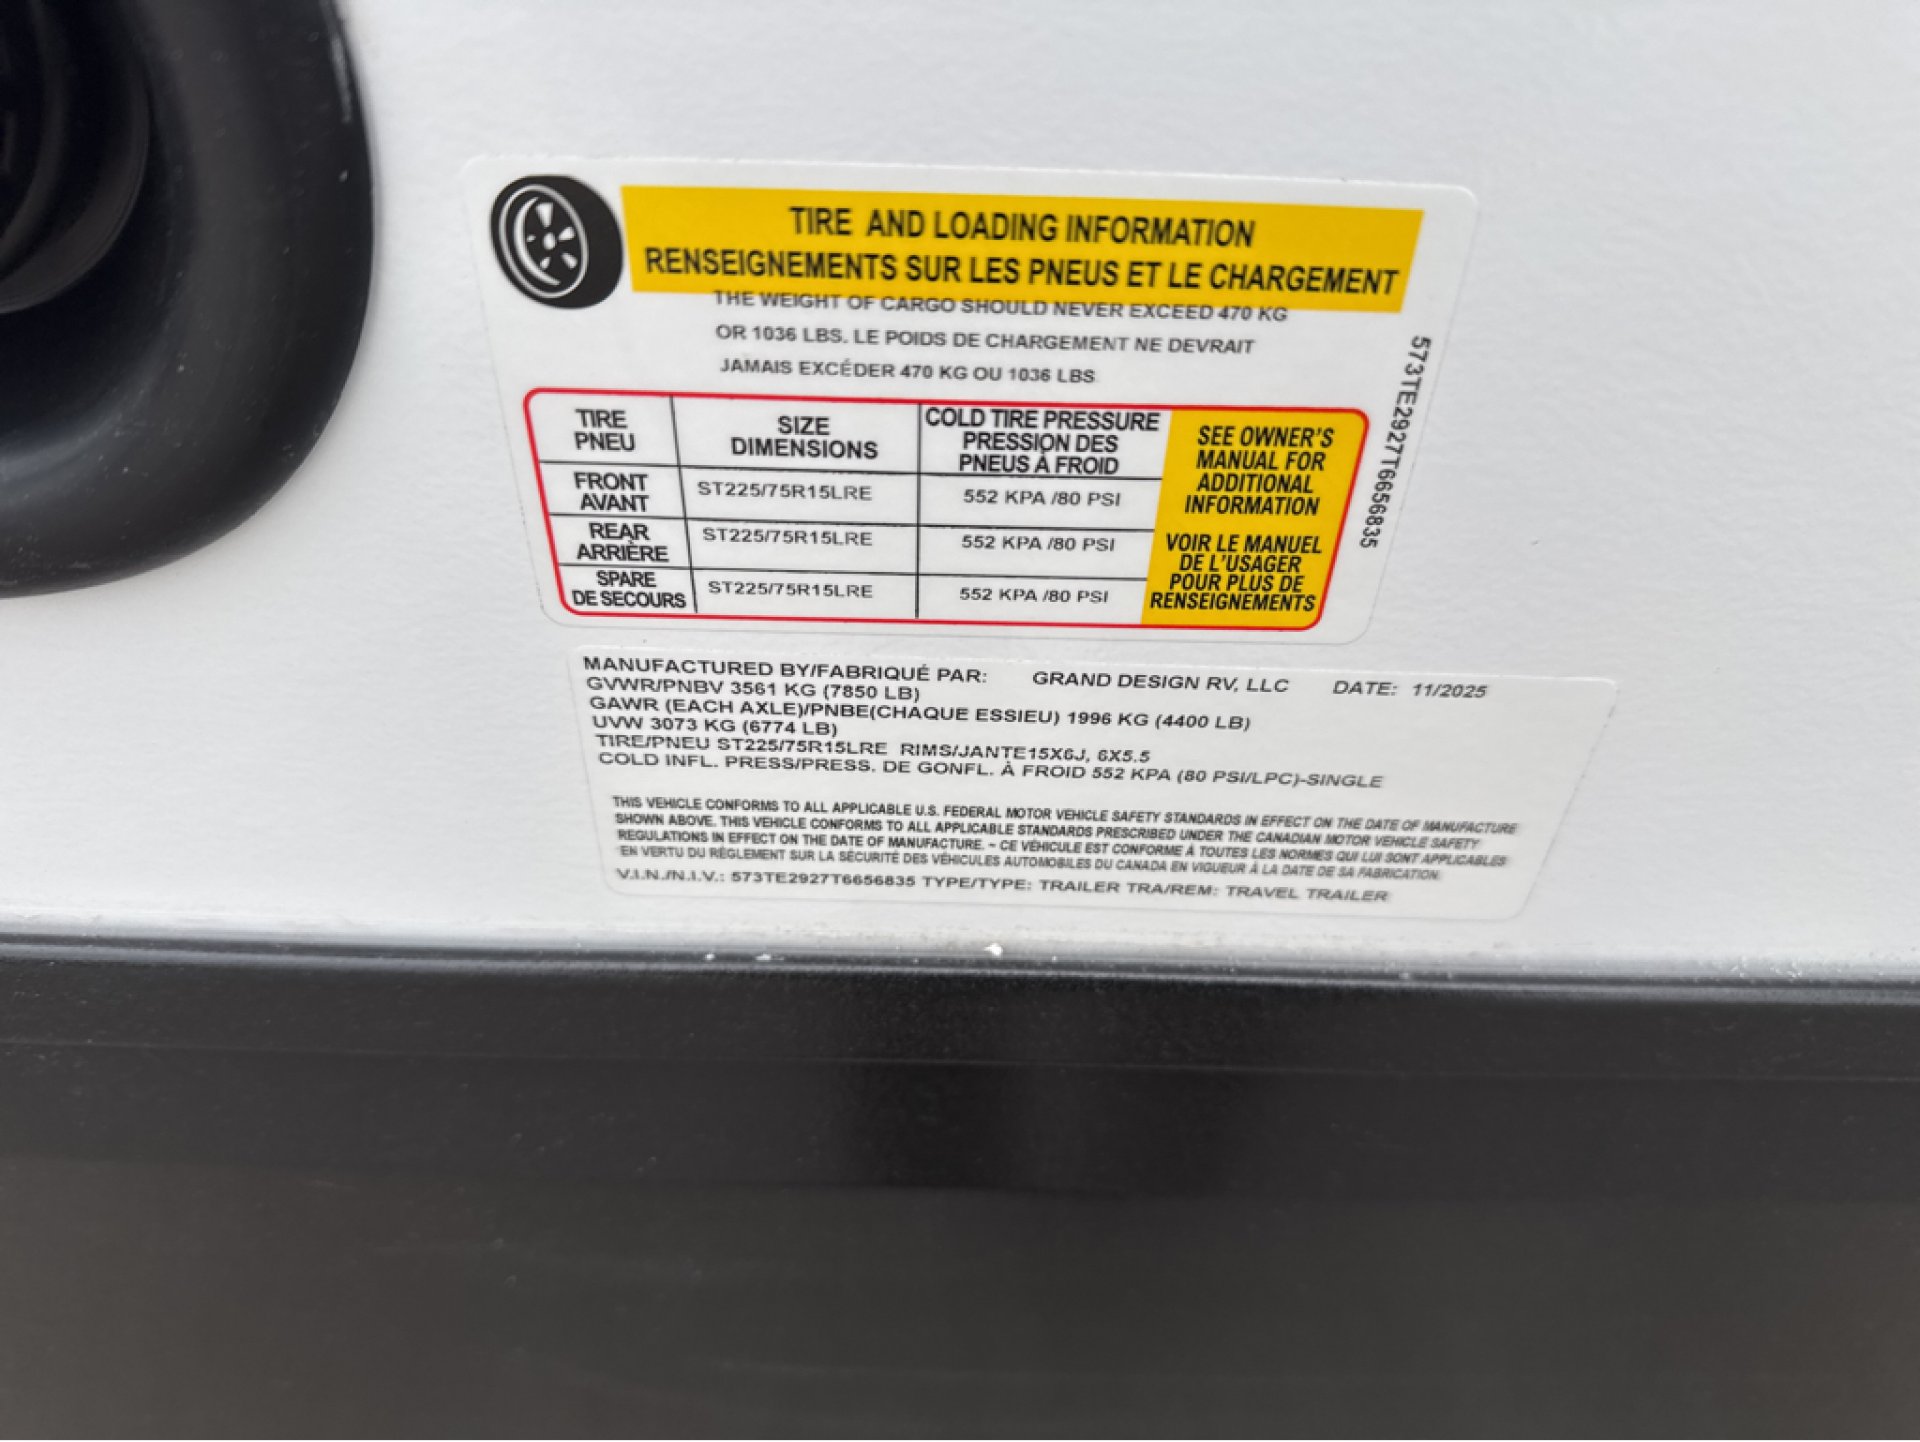 TIRE AND LOADING INFORMATION
RENSEIGNEMENTS SUR LES PNEUS ET LE CHARGEMENT
THE WEIGHT OF CARGO SHOULD NEVER EXCEED 470 KG
OR 1036 LBS. LE POIDS DE CHARGEMENT NE DEVRAIT
JAMAIS EXCÉDER 470 KG OU 1036 LBS
TIRE
PNEU
SIZE
DIMENSIONS
COLD TIRE PRESSURE
PRESSION DES
PNEUS À FROID
FRONT
AVANT
ST225/75R15LRE
552 KPA /80 PSI
REAR
ARRIÈRE
ST225/75R15LRE
552 KPA /80 PSI
SPARE
DE SECOURS
ST225/75R15LRE
552 KPA /80 PSI
SEE OWNER'S
MANUAL FOR
ADDITIONAL
INFORMATION
VOIR LE MANUEL
DE L'USAGER
POUR PLUS DE
RENSEIGNEMENTS
573TE2927T6656835
MANUFACTURED BY/FABRIQUÉ PAR: GRAND DESIGN RV, LLC DATE: 11/2025
GVWR/PNBV 3561 KG (7850 LB)
GAWR (EACH AXLE)/PNBE(CHAQUE ESSIEU) 1996 KG (4400 LB)
UVW 3073 KG (6774 LB)
TIRE/PNEU ST225/75R15LRE RIMS/JANTE15X6J, 6X5.5
COLD INFL. PRESS/PRESS. DE GONFL. À FROID 552 KPA (80 PSI/LPC)-SINGLE
THIS VEHICLE CONFORMS TO ALL APPLICABLE U.S. FEDERAL MOTOR VEHICLE SAFETY STANDARDS IN EFFECT ON THE DATE OF MANUFACTURE
SHOWN ABOVE. THIS VEHICLE CONFORMS TO ALL APPLICABLE STANDARDS PRESCRIBED UNDER THE CANADIAN MOTOR VEHICLE SAFETY
REGULATIONS IN EFFECT ON THE DATE OF MANUFACTURE. ~ CE VÉHICULE EST CONFORME À TOUTES LES NORMES QUI LUI SONT APPLICABLES
EN VERTU DU RÈGLEMENT SUR LA SÉCURITÉ DES VÉHICULES AUTOMOBILES DU CANADA EN VIGUEUR À LA DATE DE SA FABRICATION.
V.I.N./N.I.V.: 573TE2927T6656835 TYPE/TYPE: TRAILER TRA/REM: TRAVEL TRAILER